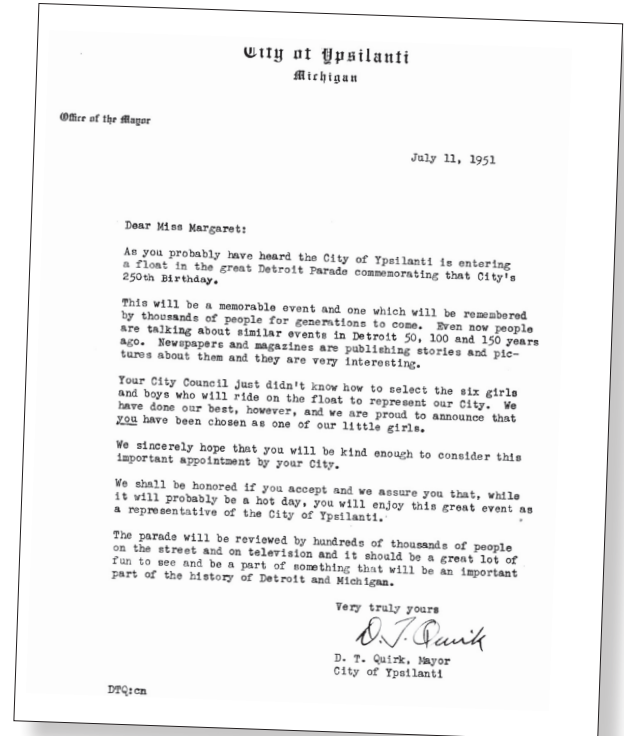 City of Ypsilanti
Michigan
Office of the Mayor
July 11, 1951
Dear Miss Margaret:
As you probably have heard the City of Ypsilanti is entering
a float in the great Detroit Parade commemorating that City's
250th Birthday.
This will be a memorable event and one which will be remembered
by thousands of people for generations to come. Even now people
are talking about similar events in Detroit 50, 100 and 150 years
ago. Newspapers and magazines are publishing stories and pic-
tures about them and they are very interesting.
Your City Council just didn't know how to select the six girls
and boys who will ride on the float to represent our City. We
have done our best, however, and we are proud to announce that
you have been chosen as one of our little girls.
We sincerely hope that you will be kind enough to consider this
important appointment by your City.
We shall be honored if you accept and we assure you that, while
it will probably be a hot day, you will enjoy this great event as
a representative of the City of Ypsilanti.
The parade will be reviewed by hundreds of thousands of people
on the street and on television and it should be a great lot of
fun to see and be a part of something that will be an important
part of the history of Detroit and Michigan.
Very truly yours
D. T. Quirk
D. T. Quirk, Mayor
City of Ypsilanti
DTQ:cn